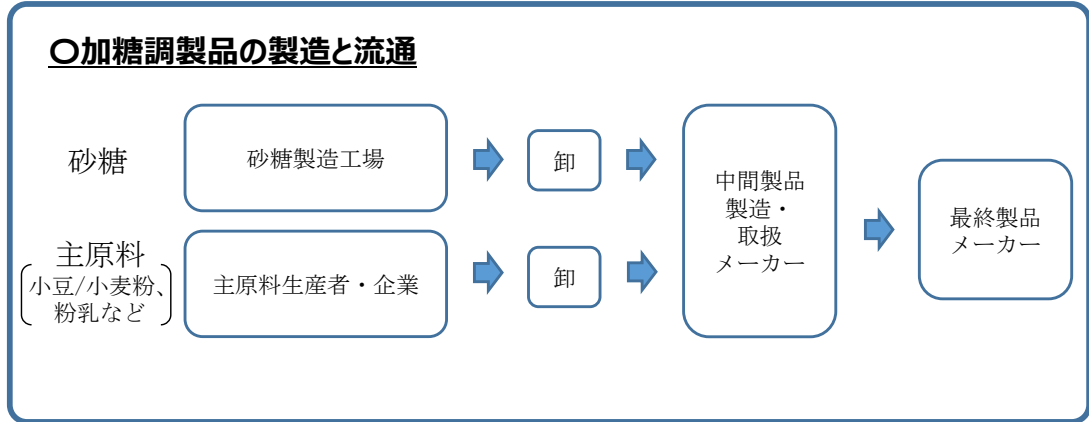 〇加糖調製品の製造と流通
砂糖
砂糖製造工場
卸
主原料
小豆/小麦粉、
粉乳など
主原料生産者・企業
卸
中間製品
製造・
取扱
メーカー
最終製品
メーカー